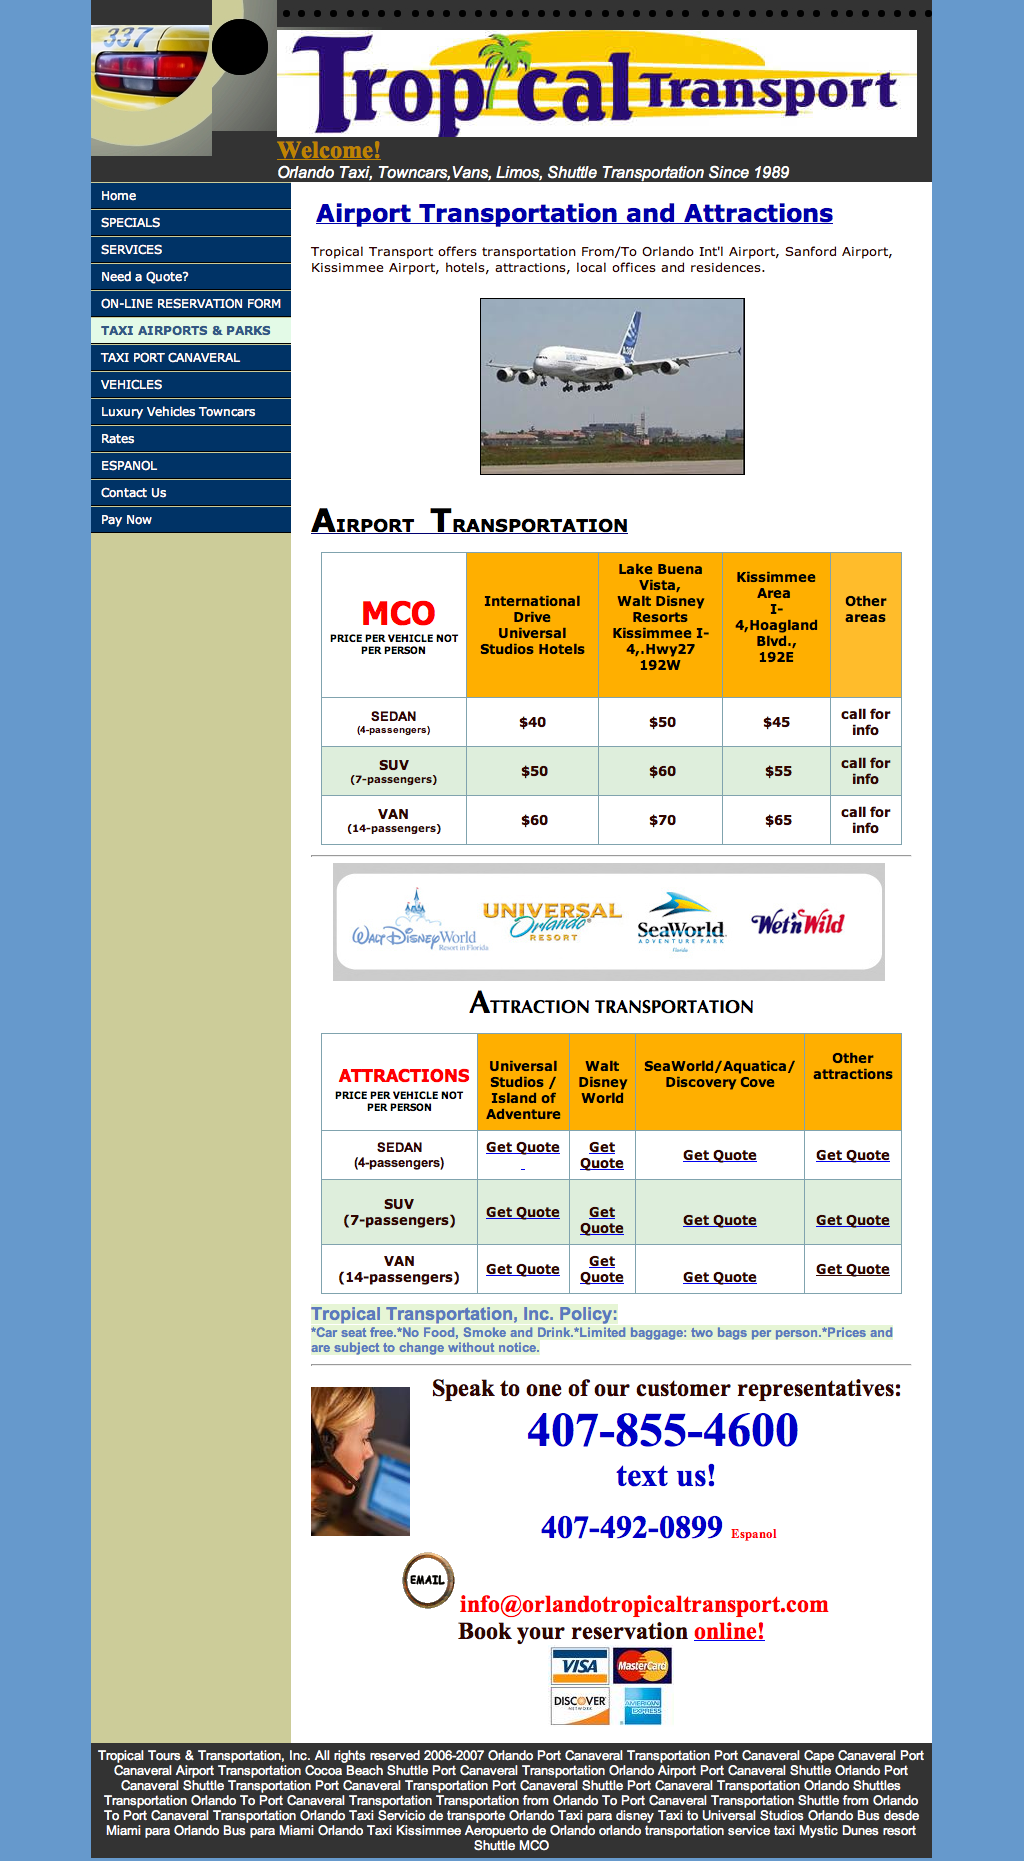 337
Tropical Transport
Welcome!
Orlando Taxi, Towncars,Vans, Limos, Shuttle Transportation Since 1989
Home
SPECIALS
SERVICES
Need a Quote?
ON-LINE RESERVATION FORM
TAXI AIRPORTS & PARKS
TAXI PORT CANAVERAL
VEHICLES
Luxury Vehicles Towncars
Rates
ESPANOL
Contact Us
Pay Now
Airport Transportation and Attractions
Tropical Transport offers transportation From/To Orlando Int'l Airport, Sanford Airport,
Kissimmee Airport, hotels, attractions, local offices and residences.
AIRPORT TRANSPORTATION
MCO
PRICE PER VEHICLE NOT
PER PERSON
International
Drive
Universal
Studios Hotels
Lake Buena
Vista,
Walt Disney
Resorts
Kissimmee I-
4,.Hwy27
192W
Kissimmee
Area
I-
4,Hoagland
Blvd.,
192E
Other
areas
SEDAN
(4-passengers)
$40
$50
$45
call for
info
SUV
(7-passengers)
$50
$60
$55
call for
info
VAN
(14-passengers)
$60
$70
$65
call for
info
WALT DISNEY World
Resort in Florida
UNIVERSAL
Orlando
RESORT
SeaWorld
ADVENTURE PARK
Florida
Wet'n Wild
ATTRACTION TRANSPORTATION
ATTRACTIONS
PRICE PER VEHICLE NOT
PER PERSON
Universal
Studios /
Island of
Adventure
Walt
Disney
World
SeaWorld/Aquatica/
Discovery Cove
Other
attractions
SEDAN
(4-passengers)
Get Quote
Get
Quote
Get Quote
Get Quote
SUV
(7-passengers)
Get Quote
Get
Quote
Get Quote
Get Quote
VAN
(14-passengers)
Get Quote
Get
Quote
Get Quote
Get Quote
Tropical Transportation, Inc. Policy:
*Car seat free.*No Food, Smoke and Drink.*Limited baggage: two bags per person.*Prices and
are subject to change without notice.
Speak to one of our customer representatives:
407-855-4600
text us!
407-492-0899 Espanol
EMAIL
info@orlandotropicaltransport.com
Book your reservation online!
VISA
MasterCard
DISCOVER
NETWORK
AMERICAN
EXPRESS
Tropical Tours & Transportation, Inc. All rights reserved 2006-2007 Orlando Port Canaveral Transportation Port Canaveral Cape Canaveral Port
Canaveral Airport Transportation Cocoa Beach Shuttle Port Canaveral Transportation Orlando Airport Port Canaveral Shuttle Orlando Port
Canaveral Shuttle Transportation Port Canaveral Transportation Port Canaveral Shuttle Port Canaveral Transportation Orlando Shuttles
Transportation Orlando To Port Canaveral Transportation Transportation from Orlando To Port Canaveral Transportation Shuttle from Orlando
To Port Canaveral Transportation Orlando Taxi Servicio de transporte Orlando Taxi para disney Taxi to Universal Studios Orlando Bus desde
Miami para Orlando Bus para Miami Orlando Taxi Kissimmee Aeropuerto de Orlando orlando transportation service taxi Mystic Dunes resort
Shuttle MCO